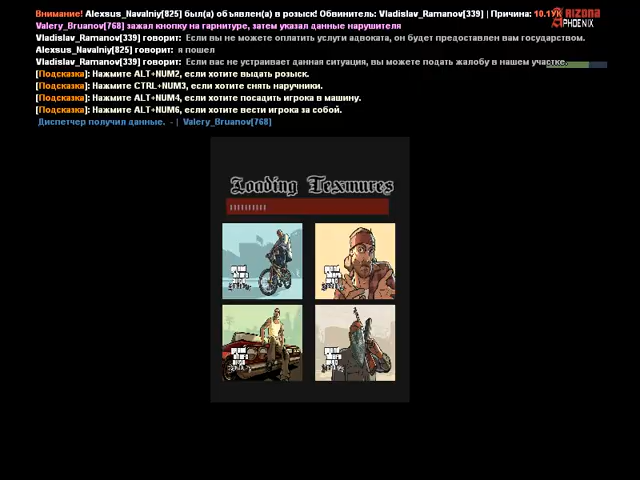 Внимание! Alexsus_Navalniy[825] был(а) объявлен(а) в розыск! Обвинитель: Vladislav_Ramanov[339] | Причина: 10.1
Valery_Bruanov[768] зажал кнопку на гарнитуре, затем указал данные нарушителя
Vladislav_Ramanov[339] говорит: Если вы не можете оплатить услуги адвоката, он будет предоставлен вам государством.
Alexsus_Navalniy[825] говорит: я пошел
Vladislav_Ramanov[339] говорит: Если вас не устраивает данная ситуация, вы можете подать жалобу в нашем участке.
[Подсказка]: Нажмите ALT+NUM2, если хотите выдать розыск.
[Подсказка]: Нажмите CTRL+NUM3, если хотите снять наручники.
[Подсказка]: Нажмите ALT+NUM4, если хотите посадить игрока в машину.
[Подсказка]: Нажмите ALT+NUM6, если хотите вести игрока за собой.
Диспетчер получил данные. - | Valery_Bruanov[768]
ARIZONA
PHOENIX
Loading Texmures